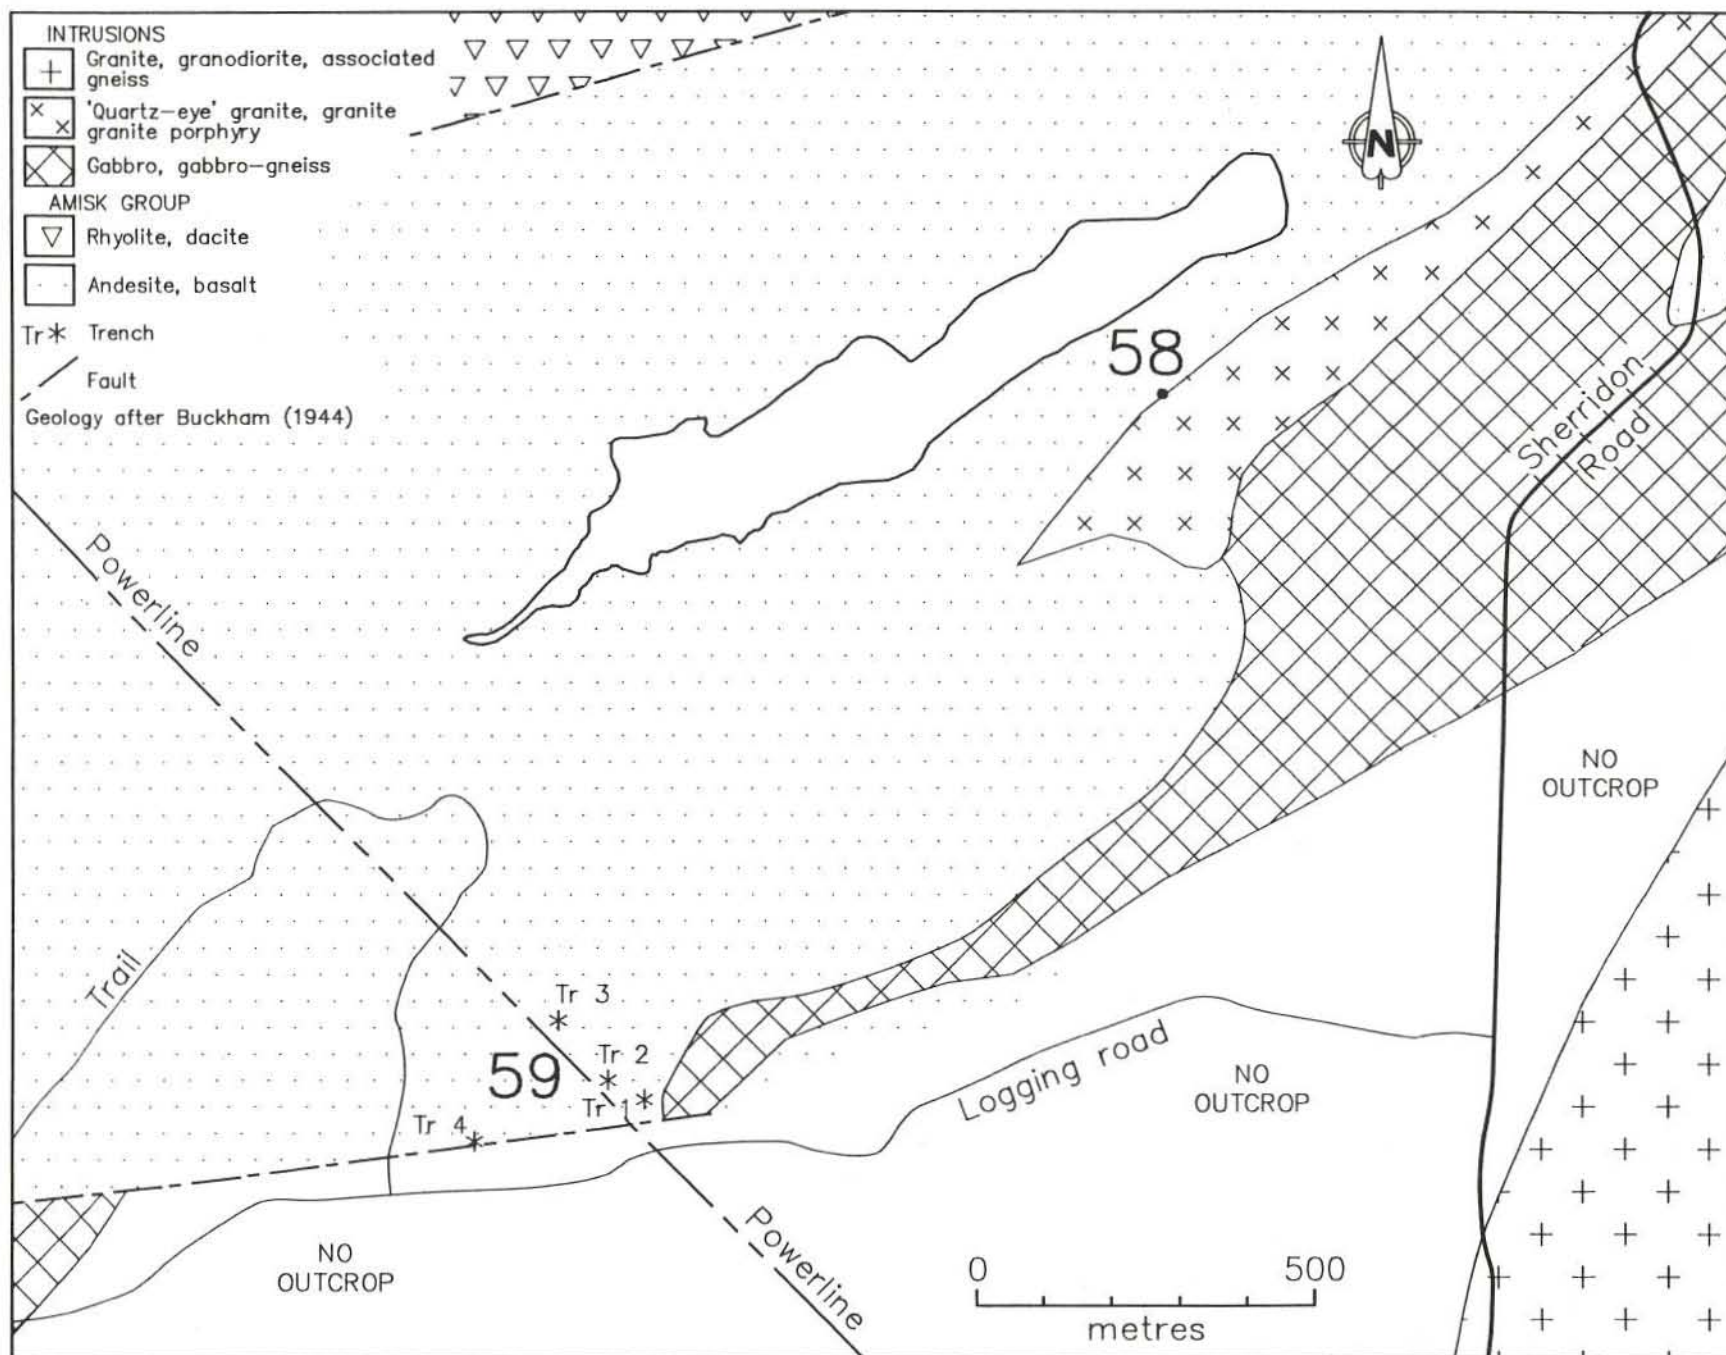 INTRUSIONS
Granite, granodiorite, associated
gneiss
'Quartz-eye' granite, granite
granite porphyry
Gabbro, gabbro-gneiss
AMISK GROUP
Rhyolite, dacite
Andesite, basalt
Tr Trench
Fault
Geology after Buckham (1944)
N
58
Sherridon
Road
Powerline
NO
OUTCROP
Trail
Tr 3
59
Tr 2
Tr 1
Tr 4
Logging road
NO
OUTCROP
Powerline
NO
OUTCROP
0 500
metres